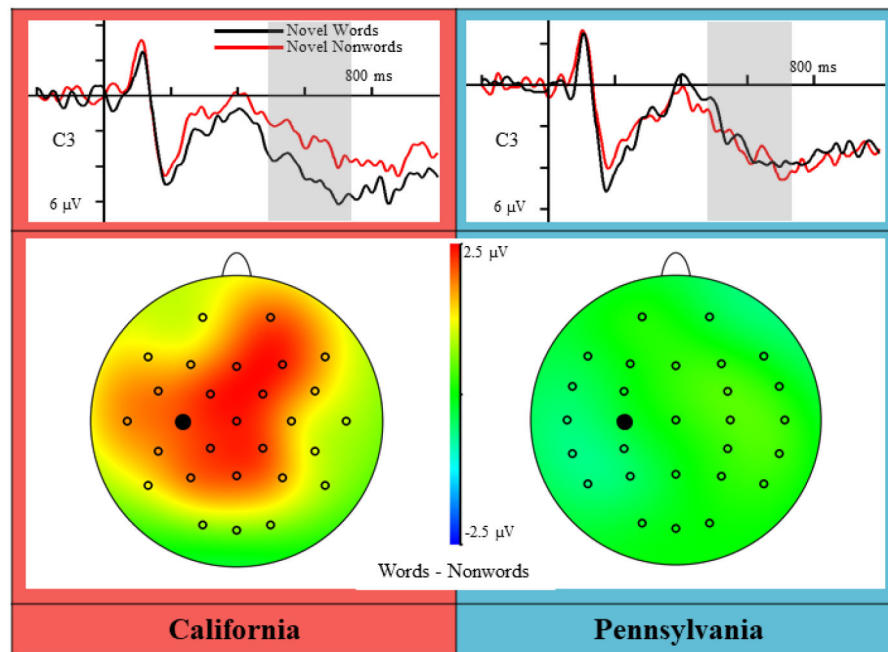 Novel Words
Novel Nonwords
800 ms
C3
6 μV
800 ms
C3
6 μV
2.5 μV
-2.5 μV
Words - Nonwords
California
Pennsylvania